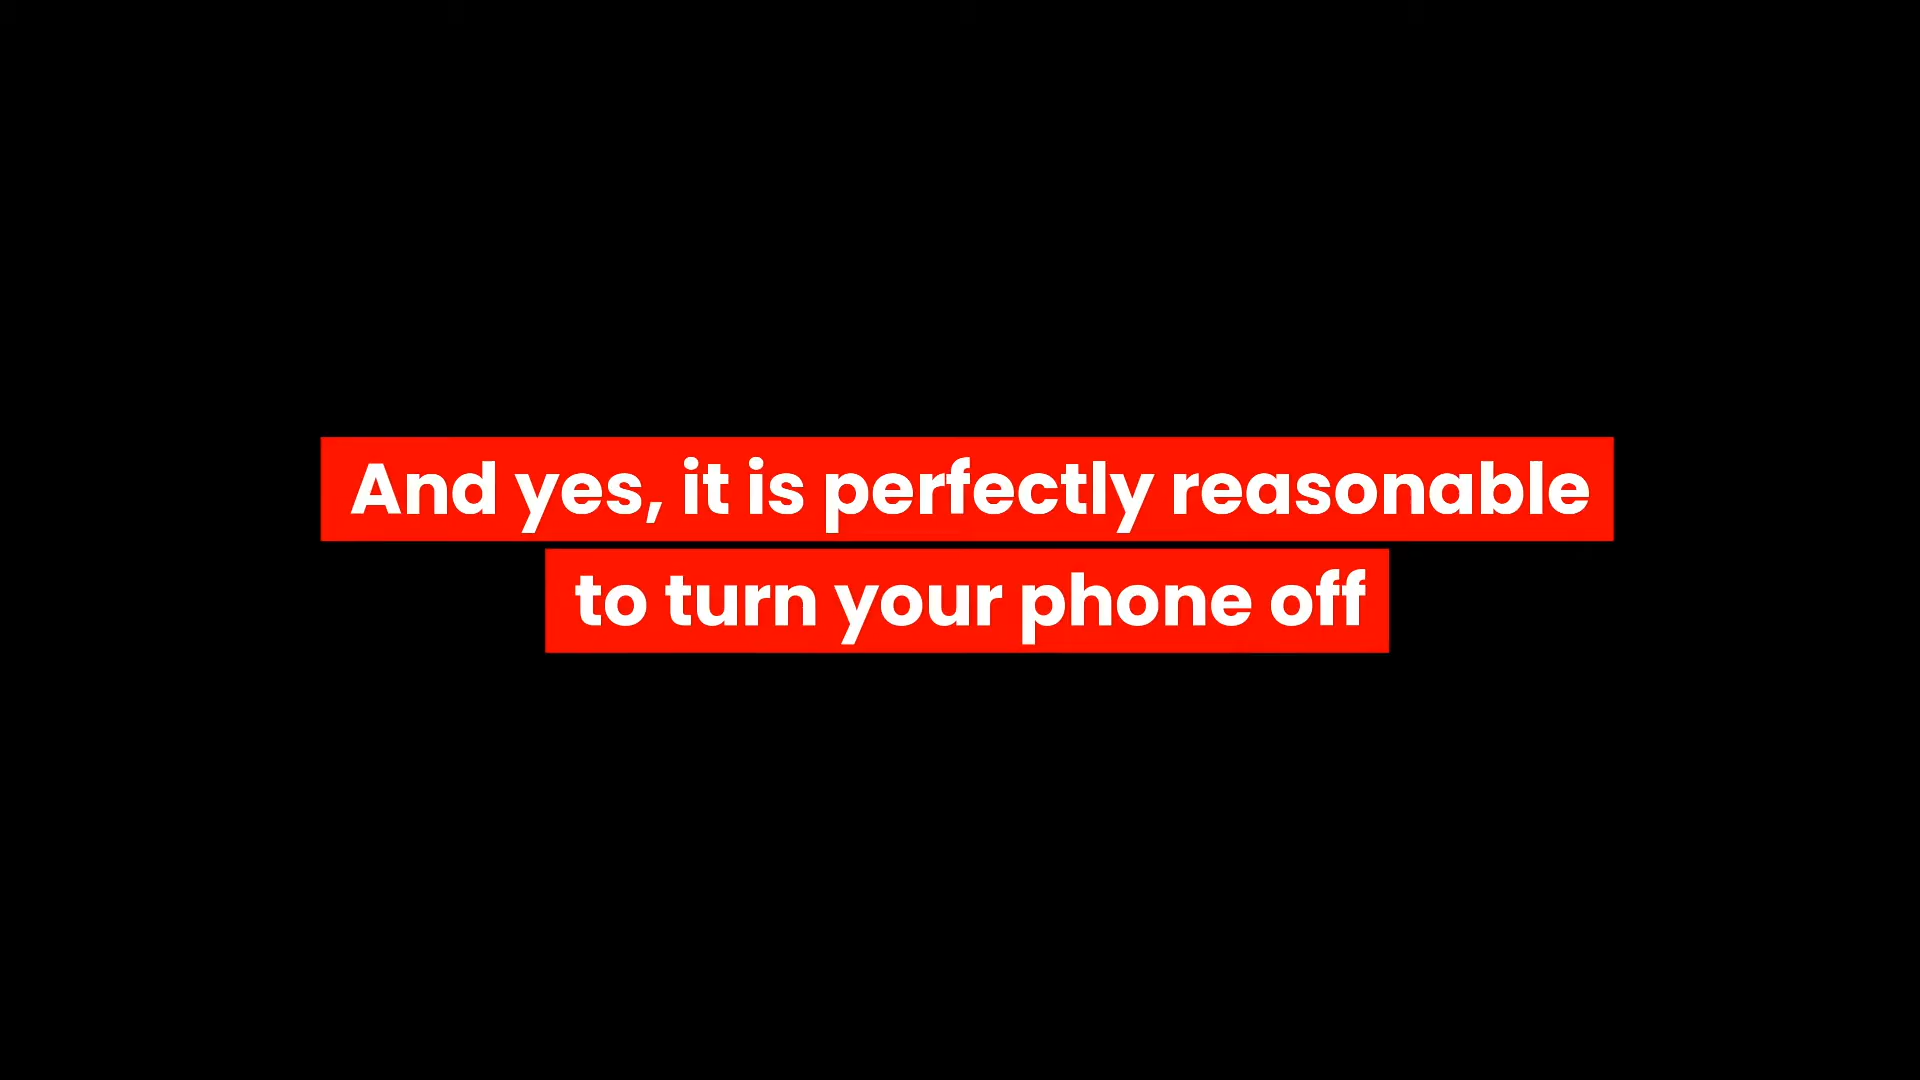 And yes, it is perfectly reasonable
to turn your phone off